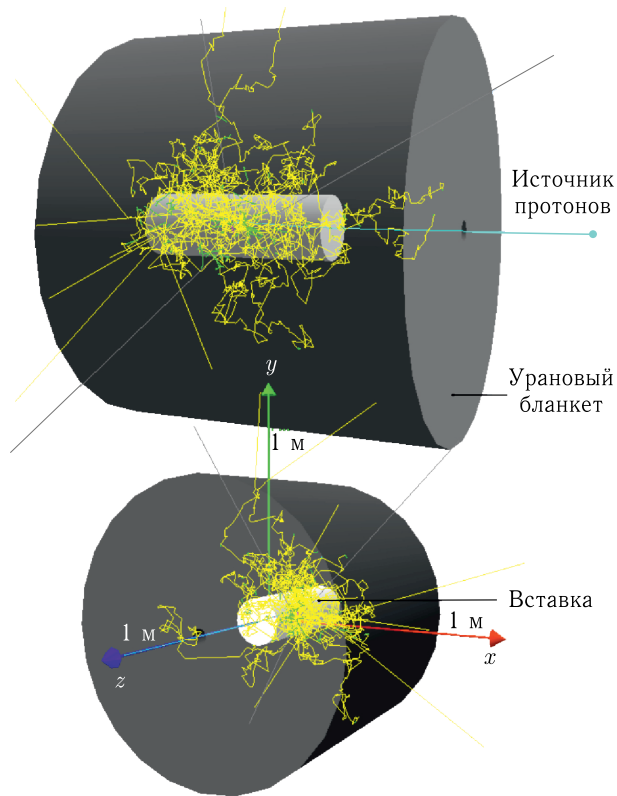 Источник
протонов
Урановый
бланкет
y
1 м
Вставка
1 м
1 м
x
z